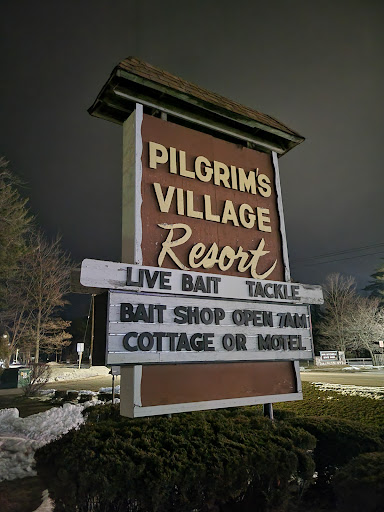 PILGRIM'S
VILLAGE
Resort
LIVE BAIT TACKLE
BAIT SHOP OPEN 7AM
COTTAGE OR MOTEL